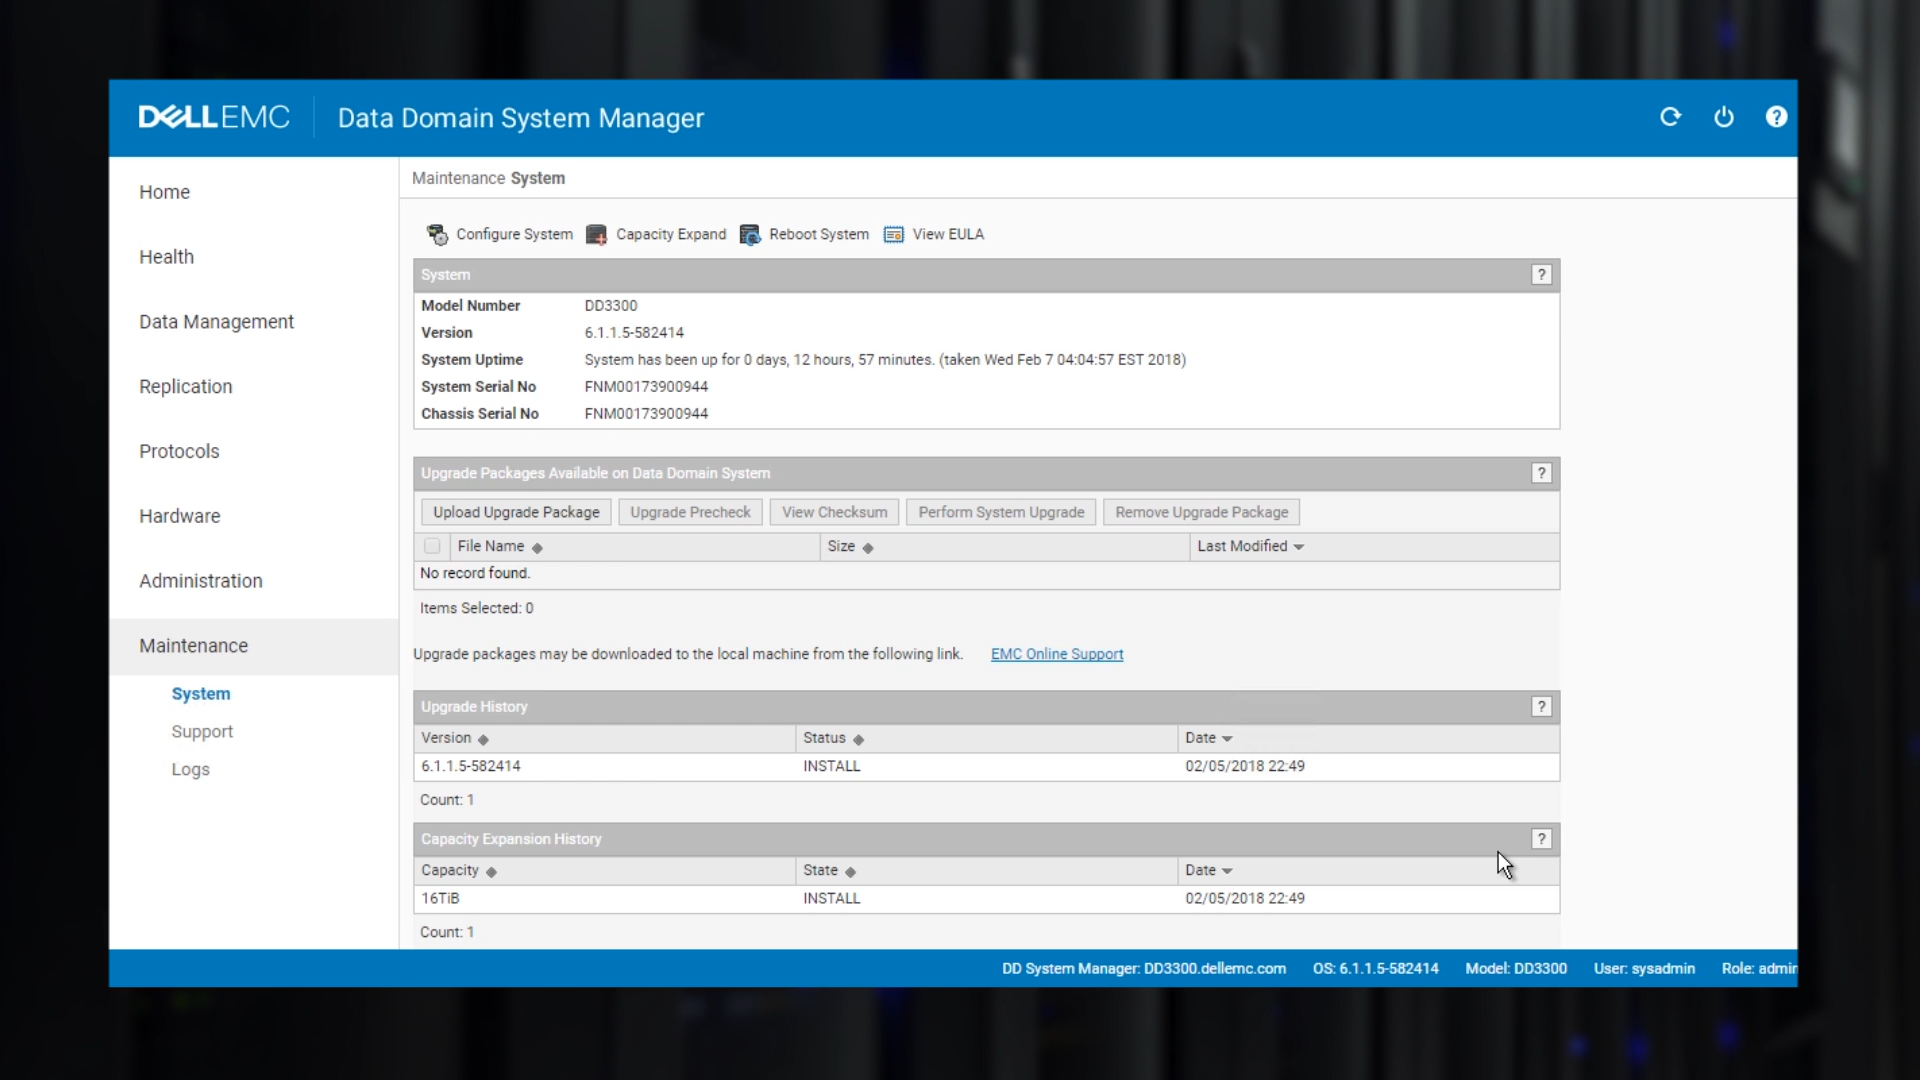 DELLEMC Data Domain System Manager
Home
Health
Data Management
Replication
Protocols
Hardware
Administration
Maintenance
System
Support
Logs
Maintenance System
Configure System Capacity Expand Reboot System View EULA
System ?
Model Number DD3300
Version 6.1.1.5-582414
System Uptime System has been up for 0 days, 12 hours, 57 minutes. (taken Wed Feb 7 04:04:57 EST 2018)
System Serial No FNM00173900944
Chassis Serial No FNM00173900944
Upgrade Packages Available on Data Domain System ?
Upload Upgrade Package Upgrade Precheck View Checksum Perform System Upgrade Remove Upgrade Package
File Name Size Last Modified
No record found.
Items Selected: 0
Upgrade packages may be downloaded to the local machine from the following link. EMC Online Support
Upgrade History ?
Version Status Date
6.1.1.5-582414 INSTALL 02/05/2018 22:49
Count: 1
Capacity Expansion History ?
Capacity State Date
16TiB INSTALL 02/05/2018 22:49
Count: 1
DD System Manager: DD3300.dellemc.com OS: 6.1.1.5-582414 Model: DD3300 User: sysadmin Role: admin